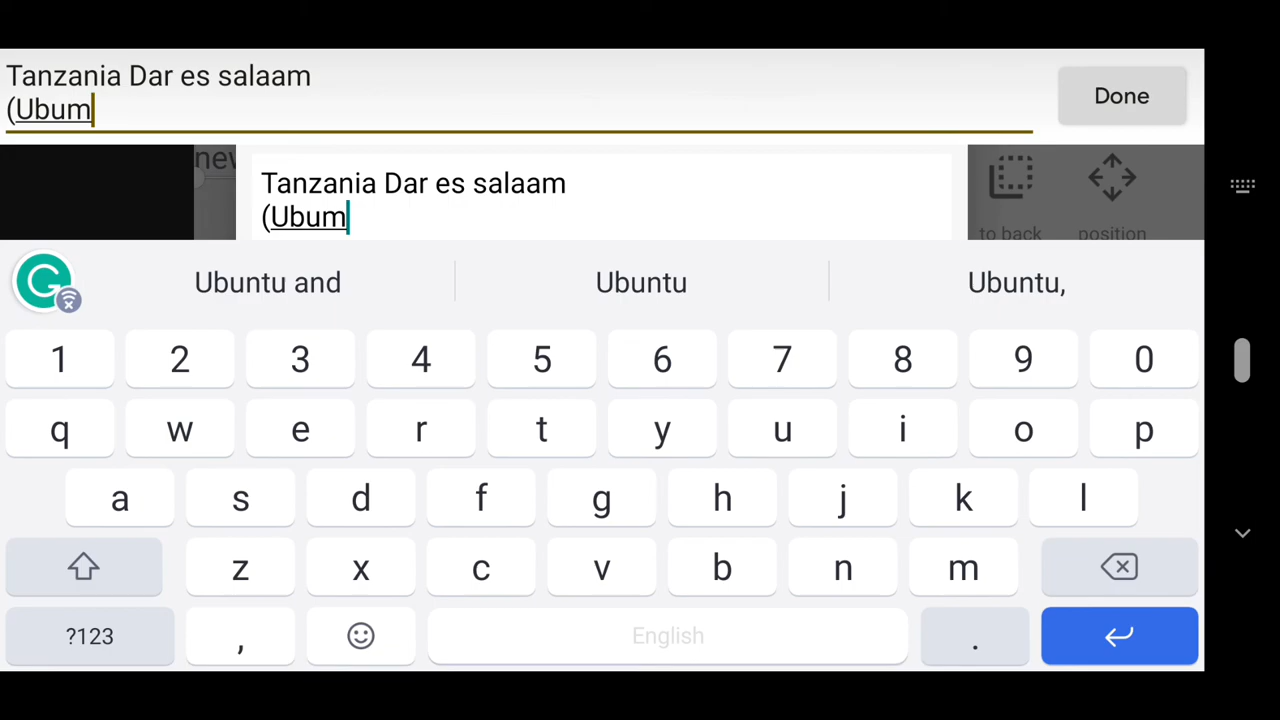 Tanzania Dar es salaam
(Ubum
Done
new
Tanzania Dar es salaam
(Ubum
to back
position
Ubuntu and
Ubuntu
Ubuntu,
1 2 3 4 5 6 7 8 9 0
q w e r t y u i o p
a s d f g h j k l
z x c v b n m
?123 , English .